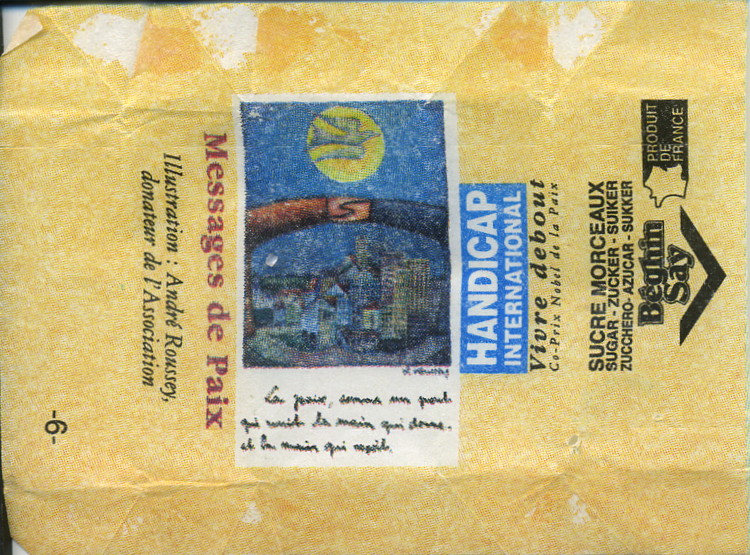 PRODUIT
DE
FRANCE
Béghin
Say
SUCRE MORCEAUX
SUGAR - ZUCKER - SUIKER
ZUCCHERO - AZUCAR - SUKKER
HANDICAP
INTERNATIONAL
Vivre debout
Co-Prix Nobel de la Paix
La paix, comme un pont
qui unit la main qui donne
et la main qui reçoit.
Messages de Paix
Illustration : André Roussey,
donateur de l'Association
-9-